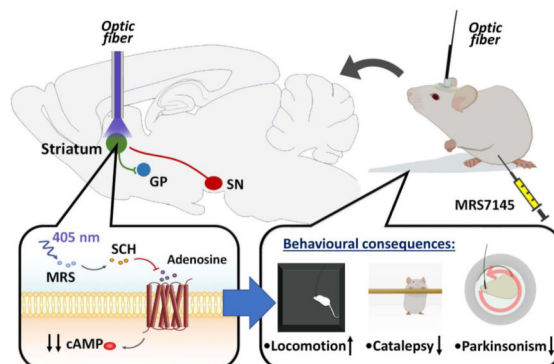 Optic
fiber
Optic
fiber
Striatum
GP
SN
MRS7145
405 nm
SCH
MRS
Adenosine
↓↓ cAMP
Behavioural consequences:
•Locomotion↑ •Catalepsy↓ •Parkinsonism↓